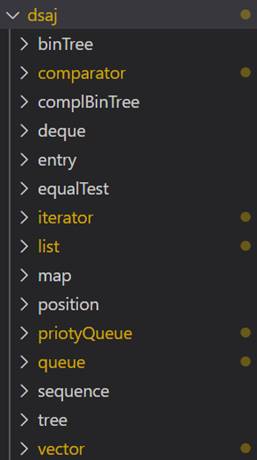 dsaj
binTree
comparator
complBinTree
deque
entry
equalTest
iterator
list
map
position
priotyQueue
queue
sequence
tree
vector